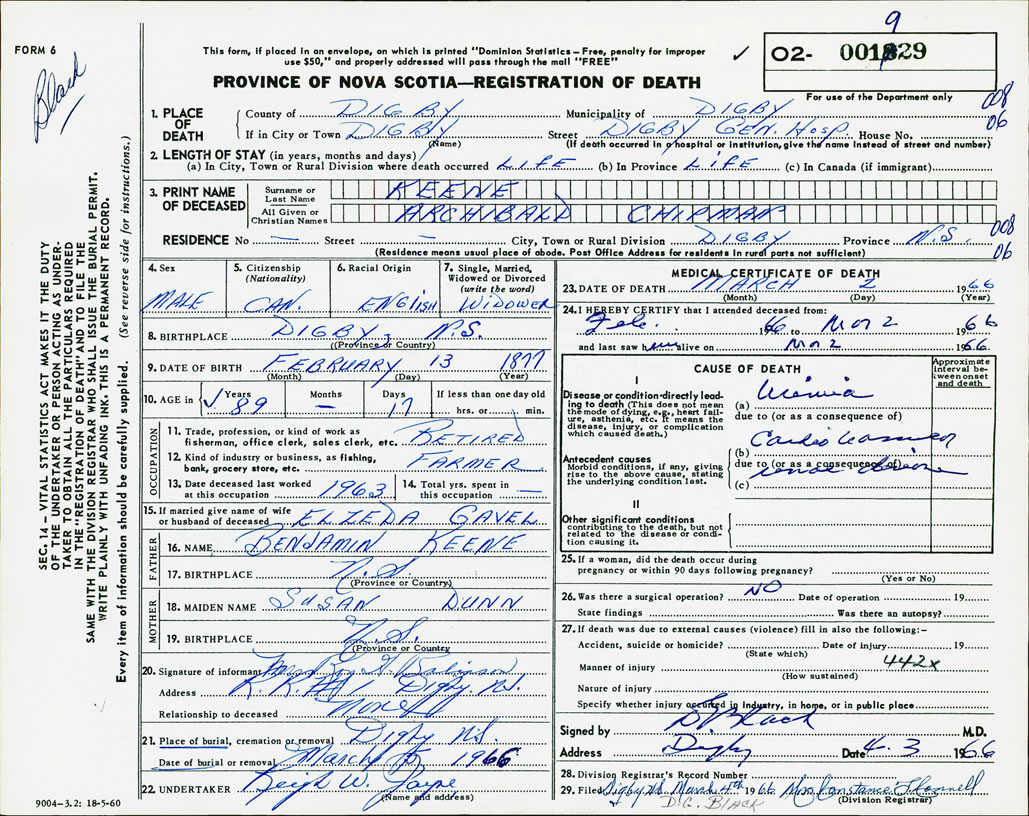 FORM 6
Black
This form, if placed in an envelope, on which is printed "Dominion Statistics – Free, penalty for improper
use $50," and properly addressed will pass through the mail "FREE"
PROVINCE OF NOVA SCOTIA—REGISTRATION OF DEATH
✓ 02- 001829
9
For use of the Department only
008
06
1. PLACE OF DEATH
County of DIGBY Municipality of DIGBY
If in City or Town DIGBY Street DIGBY GEN. HOSP. House No.
(Name) (If death occurred in a hospital or institution, give the name instead of street and number)
2. LENGTH OF STAY (in years, months and days)
(a) In City, Town or Rural Division where death occurred LIFE (b) In Province LIFE (c) In Canada (if immigrant)
3. PRINT NAME OF DECEASED
Surname or Last Name KEENE
All Given or Christian Names ARCHIBALD CHIPMAN
RESIDENCE No — Street — City, Town or Rural Division DIGBY Province N.S.
008
06
(Residence means usual place of abode. Post Office Address for residents in rural parts not sufficient)
4. Sex MALE
5. Citizenship (Nationality) CAN.
6. Racial Origin ENGLISH
7. Single, Married, Widowed or Divorced (write the word) WIDOWER
8. BIRTHPLACE DIGBY, N.S.
(Province or Country)
9. DATE OF BIRTH FEBRUARY 13 1877
(Month) (Day) (Year)
10. AGE in ✓ Years 89 Months — Days 17 If less than one day old hrs. or min.
OCCUPATION
11. Trade, profession, or kind of work as
fisherman, office clerk, sales clerk, etc. RETIRED
12. Kind of industry or business, as fishing,
bank, grocery store, etc. FARMER
13. Date deceased last worked
at this occupation 1963
14. Total yrs. spent in
this occupation —
15. If married give name of wife
or husband of deceased ELZEDA GAVEL
FATHER
16. NAME BENJAMIN KEENE
17. BIRTHPLACE N.S.
(Province or Country)
MOTHER
18. MAIDEN NAME SUSAN DUNN
19. BIRTHPLACE N.S.
(Province or Country)
20. Signature of informant
Address R.R. #1 Digby N.S.
Relationship to deceased None
21. Place of burial, cremation or removal Digby N.S.
Date of burial or removal March 5, 1966
22. UNDERTAKER W. Jayne
(Name and address)
MEDICAL CERTIFICATE OF DEATH
23. DATE OF DEATH MARCH 2 1966
(Month) (Day) (Year)
24. I HEREBY CERTIFY that I attended deceased from:
Feb. 1966 to Mar 2 1966
and last saw him alive on Mar 2 1966
CAUSE OF DEATH
Approximate interval between onset and death
I
Disease or condition directly leading to death (This does not mean
the mode of dying, e.g., heart failure, asthenia, etc. It means the
disease, injury, or complication
which caused death.)
(a) Uremia
due to (or as a consequence of)
Antecedent causes
Morbid conditions, if any, giving
rise to the above cause, stating
the underlying condition last.
(b) Cardio vascular
due to (or as a consequence of)
renal disease
(c)
II
Other significant conditions
contributing to the death, but not
related to the disease or condition causing it.
25. If a woman, did the death occur during
pregnancy or within 90 days following pregnancy?
(Yes or No)
26. Was there a surgical operation? NO Date of operation 19
State findings Was there an autopsy?
27. If death was due to external causes (violence) fill in also the following:–
Accident, suicide or homicide? Date of injury 19
(State which)
442x
Manner of injury
(How sustained)
Nature of injury
Specify whether injury occurred in industry, in home, or in public place
Signed by Black M.D.
Address Digby Date 4.3 1966
28. Division Registrar's Record Number
29. Filed Digby N.S. March 4th 1966 Mrs Constance
D.G. BLACK (Division Registrar)
SEC. 14 – VITAL STATISTICS ACT MAKES IT THE DUTY
OF THE UNDERTAKER OR PERSON ACTING AS UNDERTAKER TO OBTAIN ALL THE PARTICULARS REQUIRED
IN THE "REGISTRATION OF DEATH" AND TO FILE THE
SAME WITH THE DIVISION REGISTRAR WHO SHALL ISSUE THE BURIAL PERMIT.
WRITE PLAINLY WITH UNFADING INK. THIS IS A PERMANENT RECORD.
Every item of information should be carefully supplied. (See reverse side for instructions.)
9004-3.2: 18-5-60